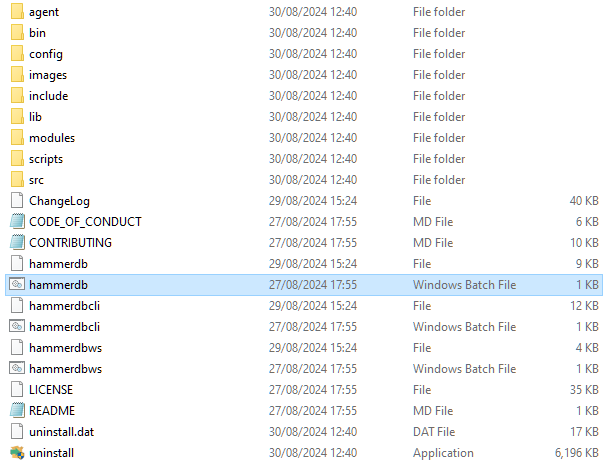 agent 30/08/2024 12:40 File folder
bin 30/08/2024 12:40 File folder
config 30/08/2024 12:40 File folder
images 30/08/2024 12:40 File folder
include 30/08/2024 12:40 File folder
lib 30/08/2024 12:40 File folder
modules 30/08/2024 12:40 File folder
scripts 30/08/2024 12:40 File folder
src 30/08/2024 12:40 File folder
ChangeLog 29/08/2024 15:24 File 40 KB
CODE_OF_CONDUCT 27/08/2024 17:55 MD File 6 KB
CONTRIBUTING 27/08/2024 17:55 MD File 10 KB
hammerdb 29/08/2024 15:24 File 9 KB
hammerdb 27/08/2024 17:55 Windows Batch File 1 KB
hammerdbcli 29/08/2024 15:24 File 12 KB
hammerdbcli 27/08/2024 17:55 Windows Batch File 1 KB
hammerdbws 29/08/2024 15:24 File 4 KB
hammerdbws 27/08/2024 17:55 Windows Batch File 1 KB
LICENSE 27/08/2024 17:55 File 35 KB
README 27/08/2024 17:55 MD File 1 KB
uninstall.dat 30/08/2024 12:40 DAT File 17 KB
uninstall 30/08/2024 12:40 Application 6,196 KB